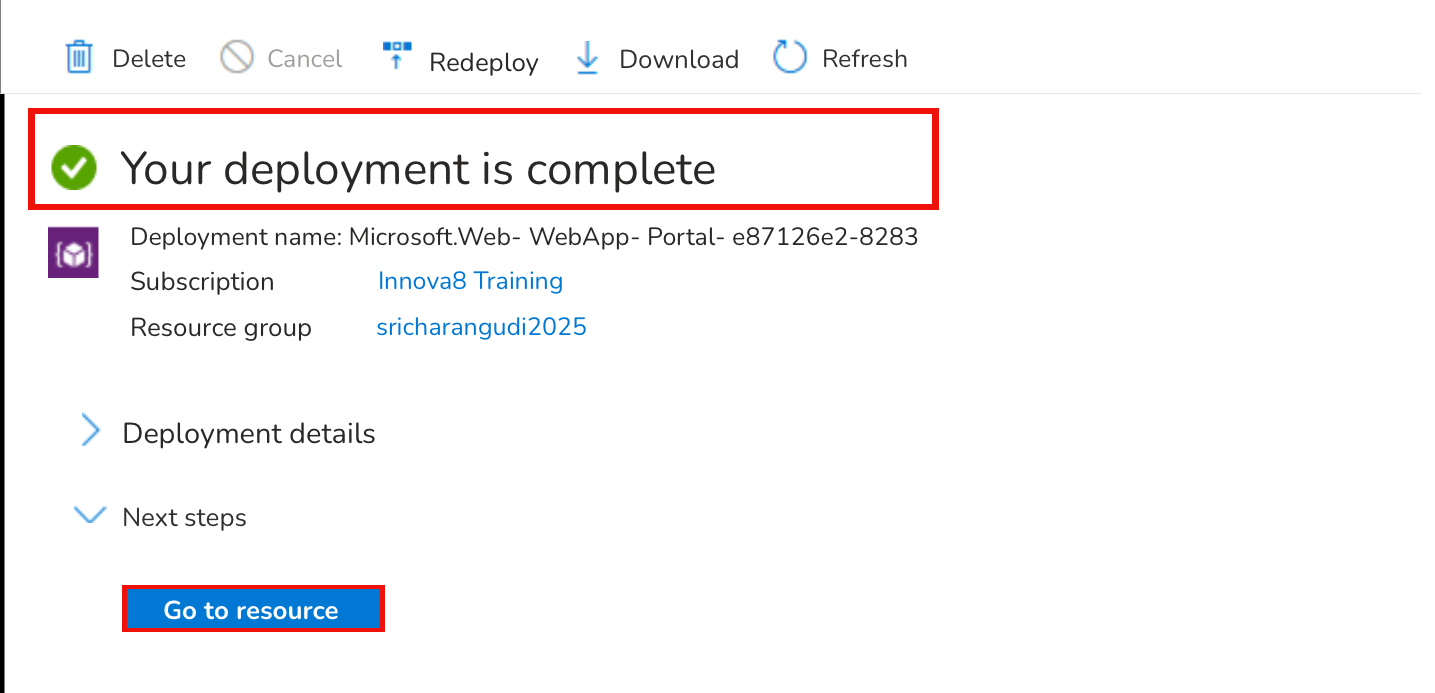 Delete Cancel Redeploy Download Refresh
Your deployment is complete
Deployment name: Microsoft.Web- WebApp- Portal- e87126e2-8283
Subscription Innova8 Training
Resource group sricharangudi2025
Deployment details
Next steps
Go to resource